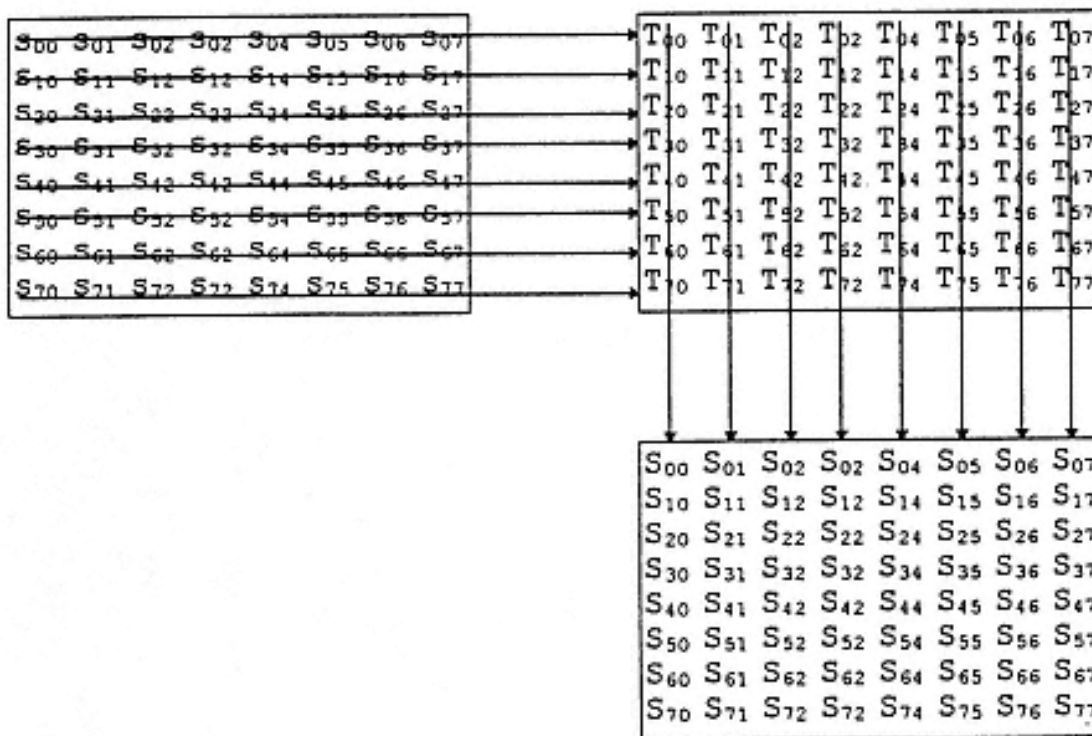 S00 S01 S02 S02 S04 S05 S06 S07
S10 S11 S12 S12 S14 S15 S16 S17
S20 S21 S22 S22 S24 S25 S26 S27
S30 S31 S32 S32 S34 S35 S36 S37
S40 S41 S42 S42 S44 S45 S46 S47
S50 S51 S52 S52 S54 S55 S56 S57
S60 S61 S62 S62 S64 S65 S66 S67
S70 S71 S72 S72 S74 S75 S76 S77
T00 T01 T02 T02 T04 T05 T06 T07
T10 T11 T12 T12 T14 T15 T16 T17
T20 T21 T22 T22 T24 T25 T26 T27
T30 T31 T32 T32 T34 T35 T36 T37
T40 T41 T42 T42 T44 T45 T46 T47
T50 T51 T52 T52 T54 T55 T56 T57
T60 T61 T62 T62 T64 T65 T66 T67
T70 T71 T72 T72 T74 T75 T76 T77
S00 S01 S02 S02 S04 S05 S06 S07
S10 S11 S12 S12 S14 S15 S16 S17
S20 S21 S22 S22 S24 S25 S26 S27
S30 S31 S32 S32 S34 S35 S36 S37
S40 S41 S42 S42 S44 S45 S46 S47
S50 S51 S52 S52 S54 S55 S56 S57
S60 S61 S62 S62 S64 S65 S66 S67
S70 S71 S72 S72 S74 S75 S76 S77